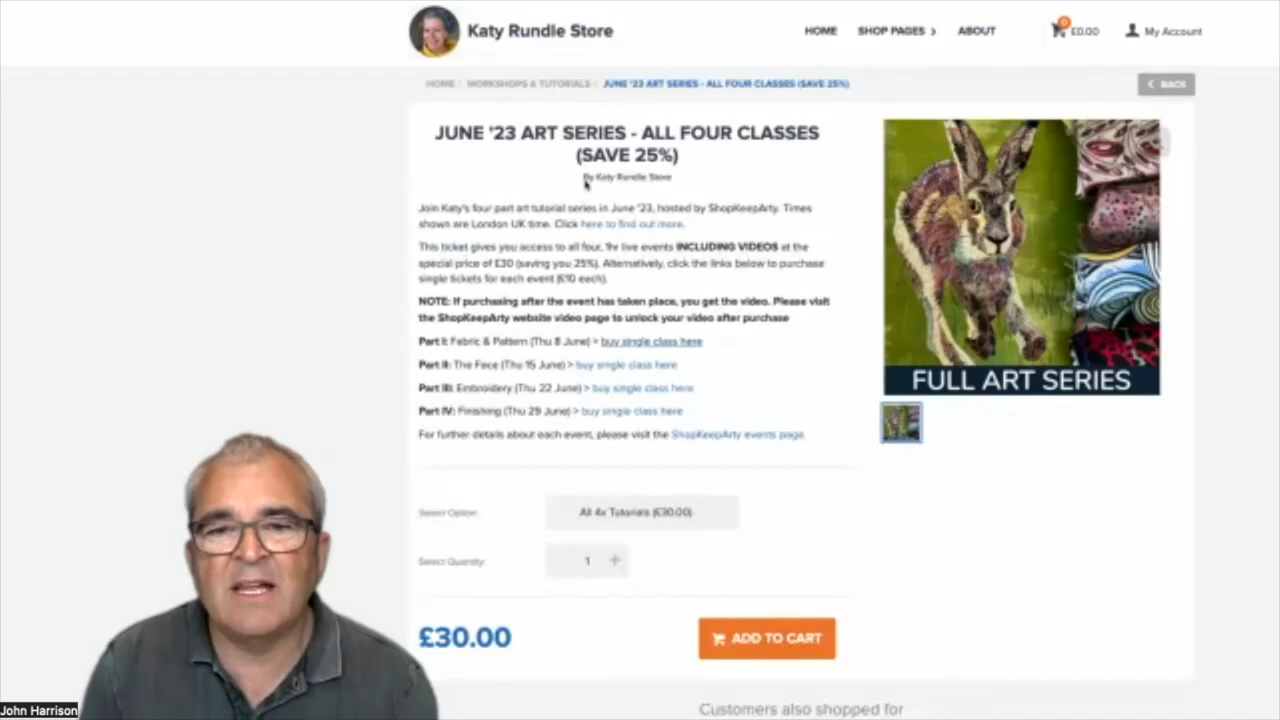 Katy Rundle Store
HOME
SHOP PAGES
ABOUT
0
£0.00
My Account
HOME / WORKSHOPS & TUTORIALS / JUNE '23 ART SERIES - ALL FOUR CLASSES (SAVE 25%)
BACK
JUNE '23 ART SERIES - ALL FOUR CLASSES
(SAVE 25%)
By Katy Rundle Store
Join Katy's four part art tutorial series in June '23, hosted by ShopKeepArty. Times
shown are London UK time. Click here to find out more.
This ticket gives you access to all four, 1hr live events INCLUDING VIDEOS at the
special price of £30 (saving you 25%). Alternatively, click the links below to purchase
single tickets for each event (£10 each).
NOTE: If purchasing after the event has taken place, you get the video. Please visit
the ShopKeepArty website video page to unlock your video after purchase
Part I: Fabric & Pattern (Thu 8 June) > buy single class here
Part II: The Face (Thu 15 June) > buy single class here
Part III: Embroidery (Thu 22 June) > buy single class here
Part IV: Finishing (Thu 29 June) > buy single class here
For further details about each event, please visit the ShopKeepArty events page.
FULL ART SERIES
Select Option:
All 4x Tutorials (£30.00)
Select Quantity:
1 +
£30.00
ADD TO CART
Customers also shopped for
John Harrison